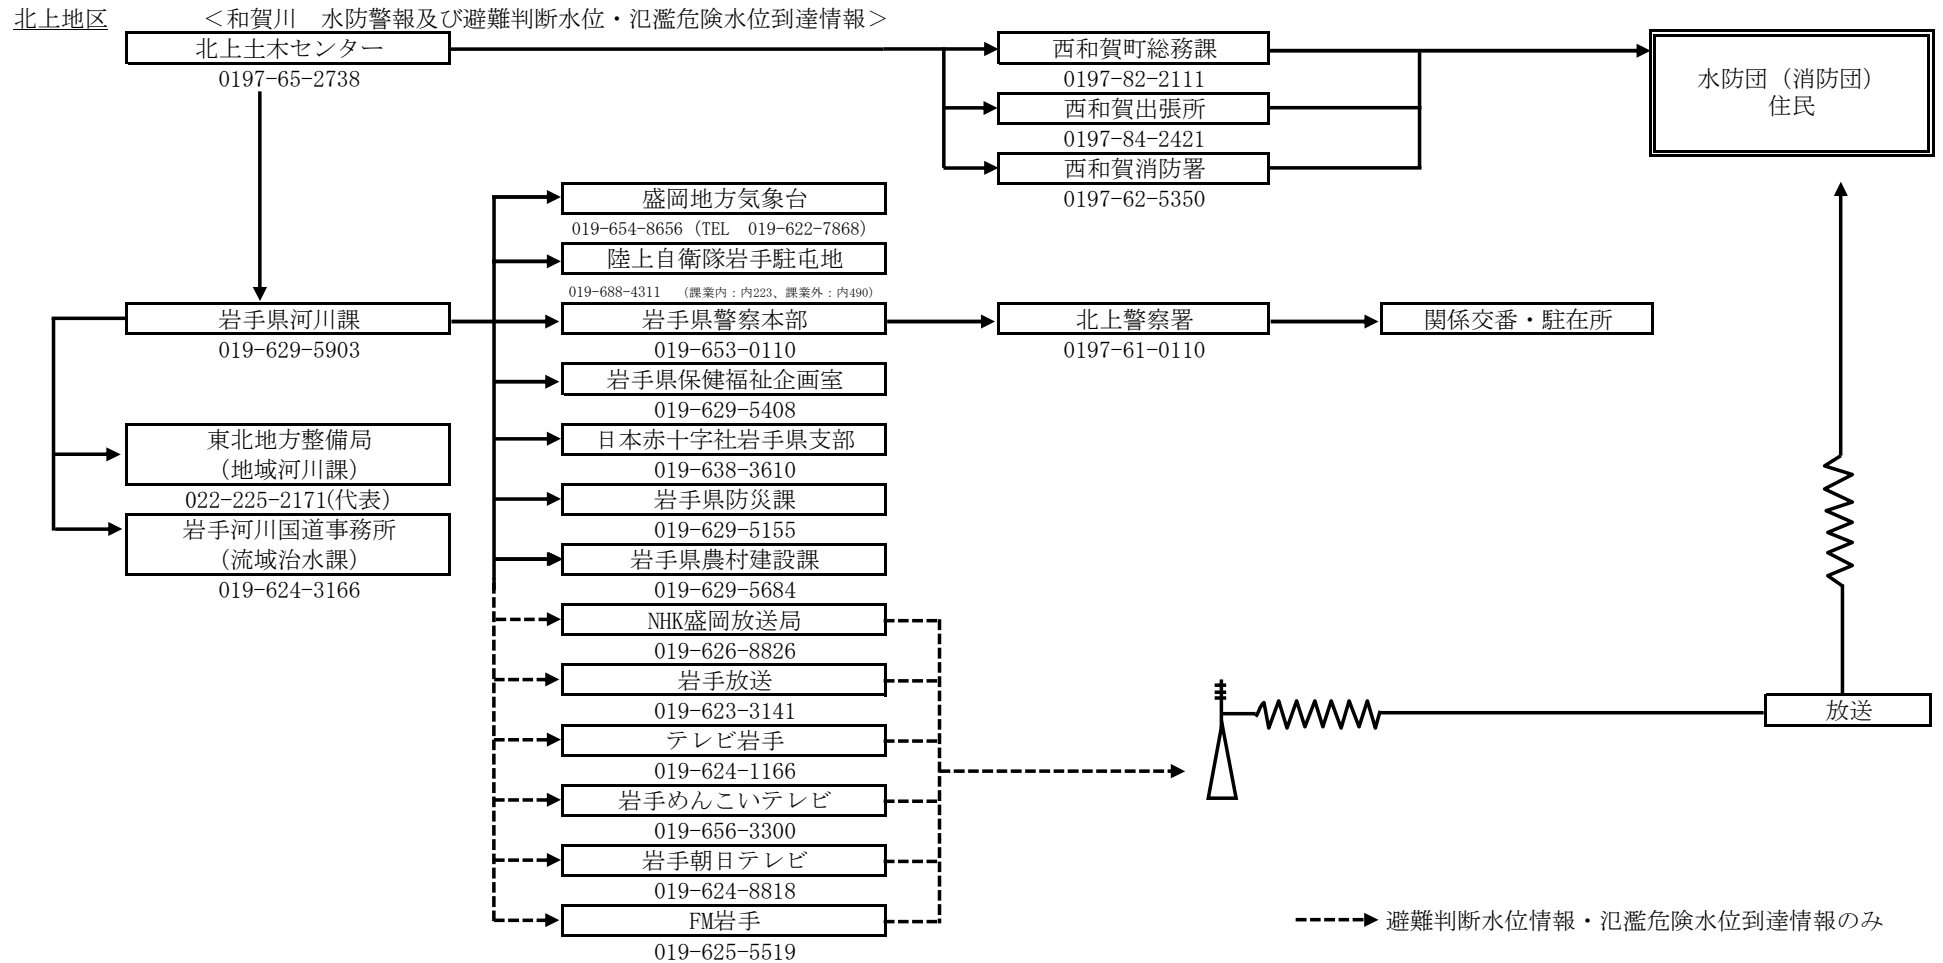 北上地区
＜和賀川　水防警報及び避難判断水位・氾濫危険水位到達情報＞
北上土木センター
0197-65-2738
西和賀町総務課
0197-82-2111
西和賀出張所
0197-84-2421
西和賀消防署
0197-62-5350
水防団（消防団）
住民
盛岡地方気象台
019-654-8656（TEL　019-622-7868）
陸上自衛隊岩手駐屯地
019-688-4311　（課業内：内223、課業外：内490）
岩手県河川課
019-629-5903
岩手県警察本部
019-653-0110
北上警察署
0197-61-0110
関係交番・駐在所
岩手県保健福祉企画室
019-629-5408
東北地方整備局
（地域河川課）
022-225-2171(代表）
岩手河川国道事務所
（流域治水課）
019-624-3166
日本赤十字社岩手県支部
019-638-3610
岩手県防災課
019-629-5155
岩手県農村建設課
019-629-5684
NHK盛岡放送局
019-626-8826
岩手放送
019-623-3141
テレビ岩手
019-624-1166
岩手めんこいテレビ
019-656-3300
岩手朝日テレビ
019-624-8818
FM岩手
019-625-5519
放送
避難判断水位情報・氾濫危険水位到達情報のみ